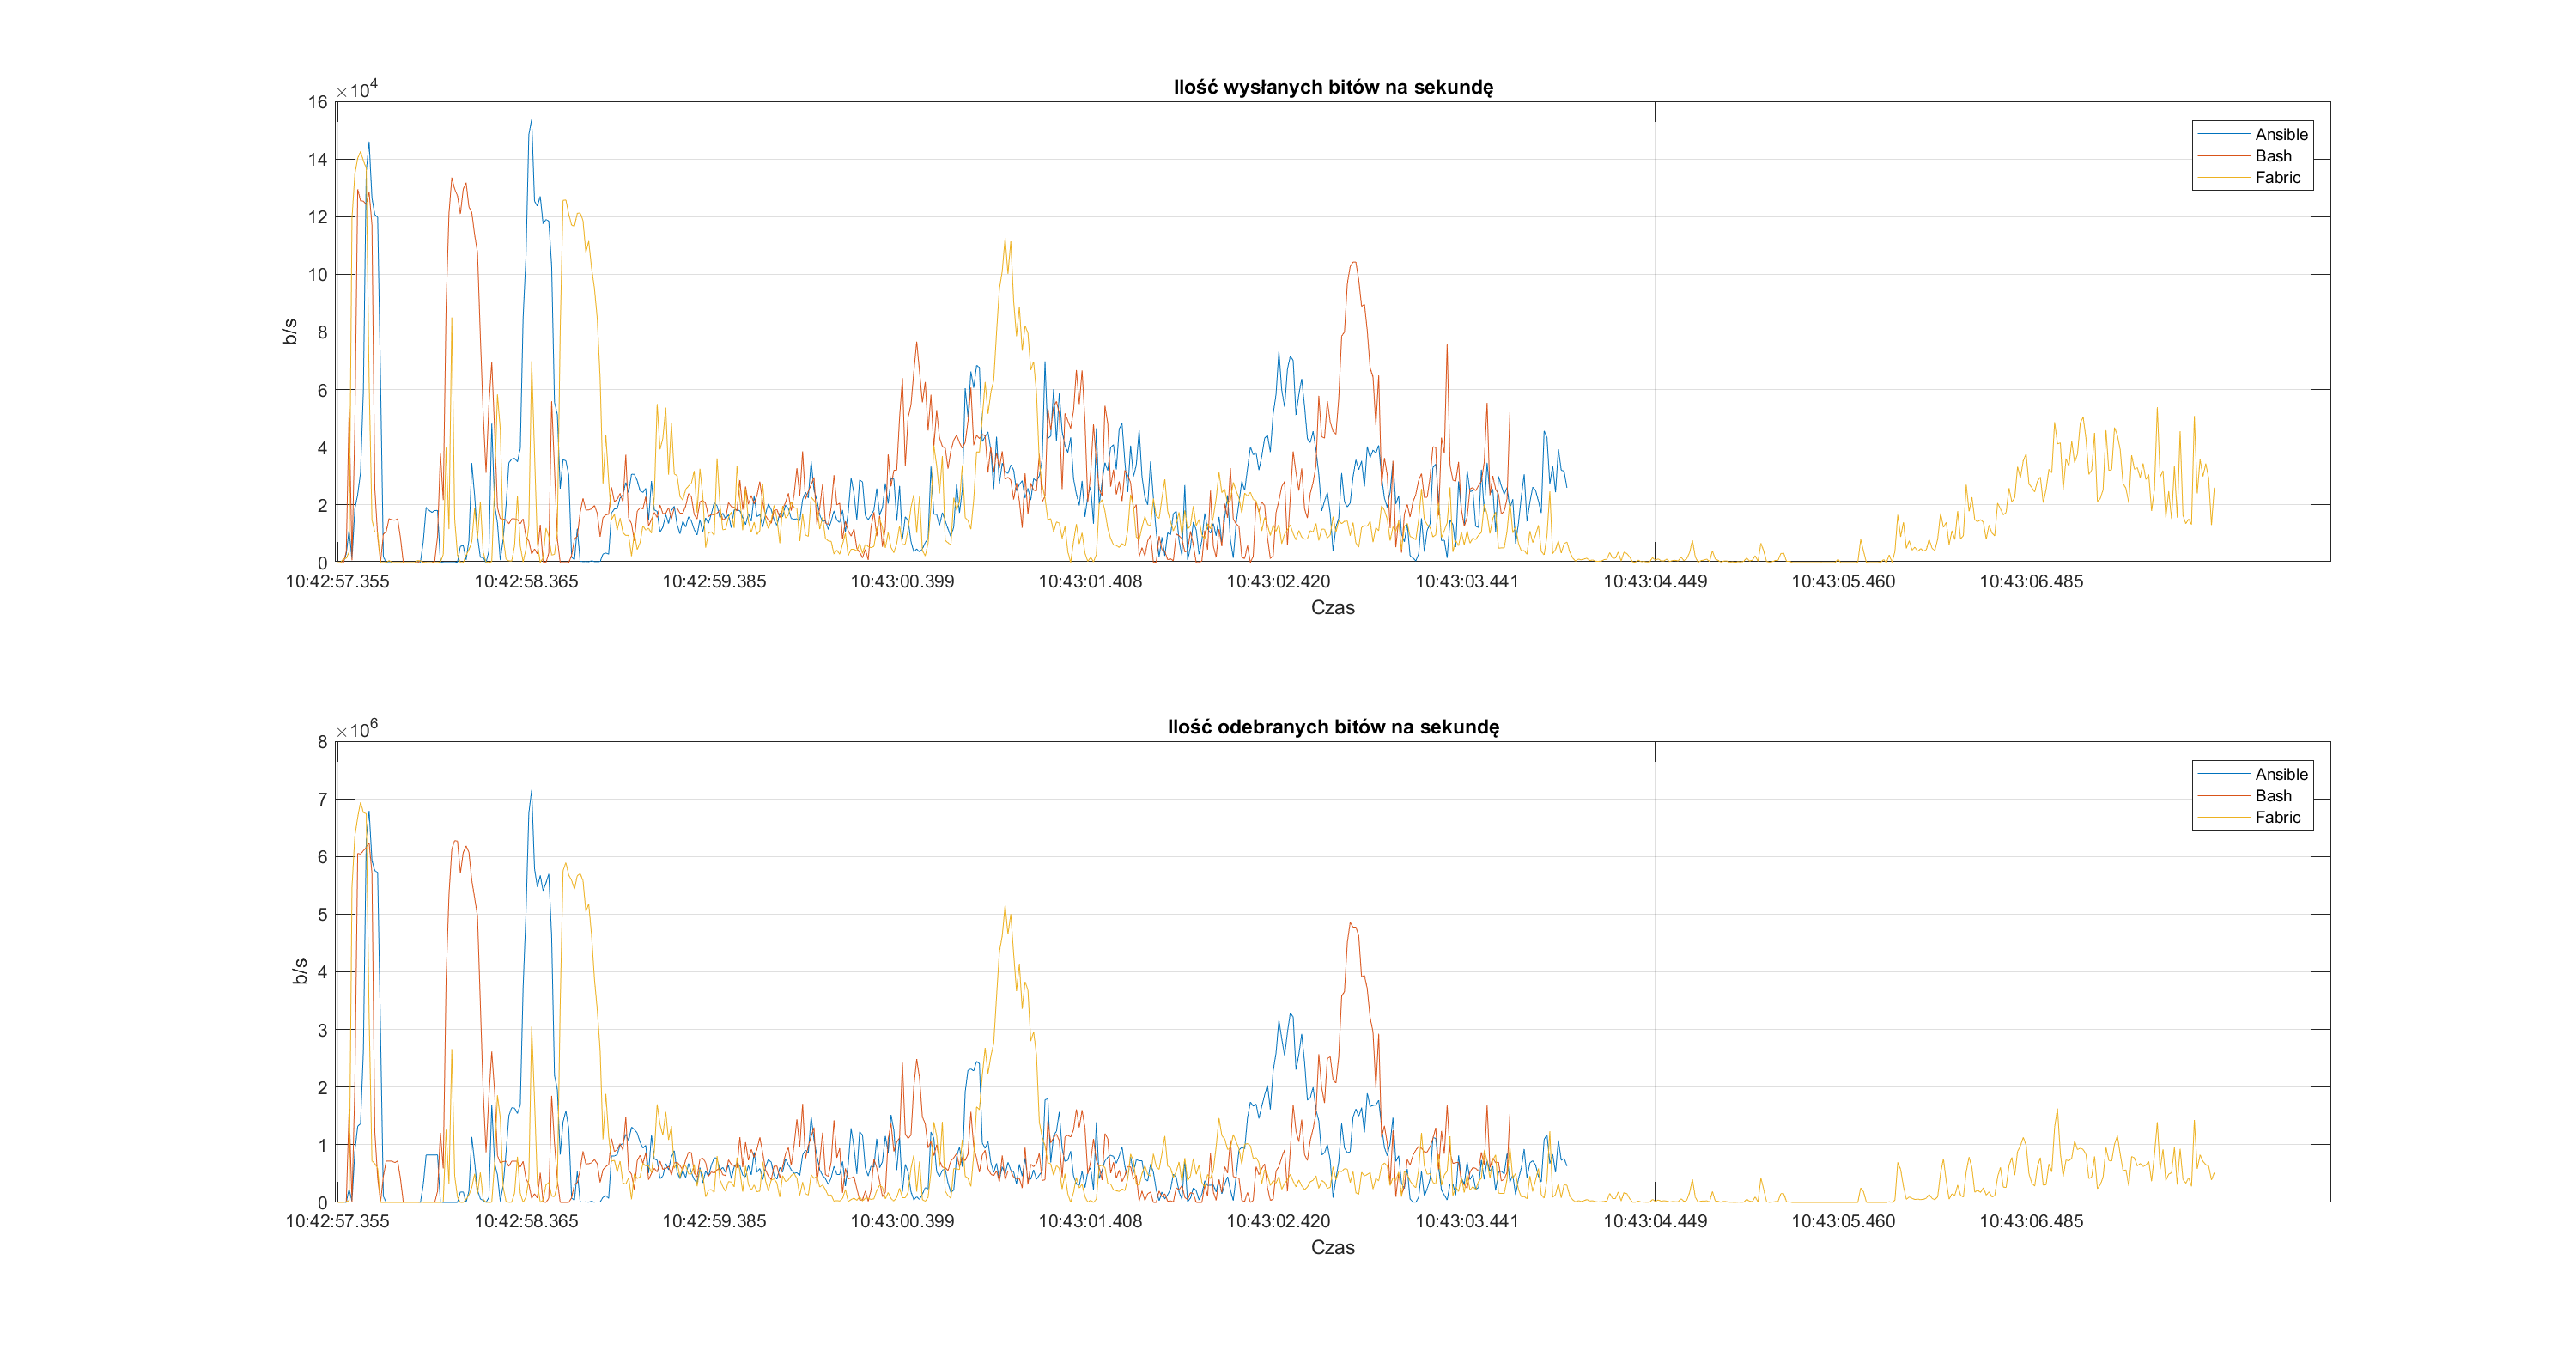 Ilość wysłanych bitów na sekundę
×10^4
16
14
12
10
8
6
4
2
0
b/s
Ansible
Bash
Fabric
10:42:57.355 10:42:58.365 10:42:59.385 10:43:00.399 10:43:01.408 10:43:02.420 10:43:03.441 10:43:04.449 10:43:05.460 10:43:06.485
Czas
Ilość odebranych bitów na sekundę
×10^6
8
7
6
5
4
3
2
1
0
b/s
Ansible
Bash
Fabric
10:42:57.355 10:42:58.365 10:42:59.385 10:43:00.399 10:43:01.408 10:43:02.420 10:43:03.441 10:43:04.449 10:43:05.460 10:43:06.485
Czas